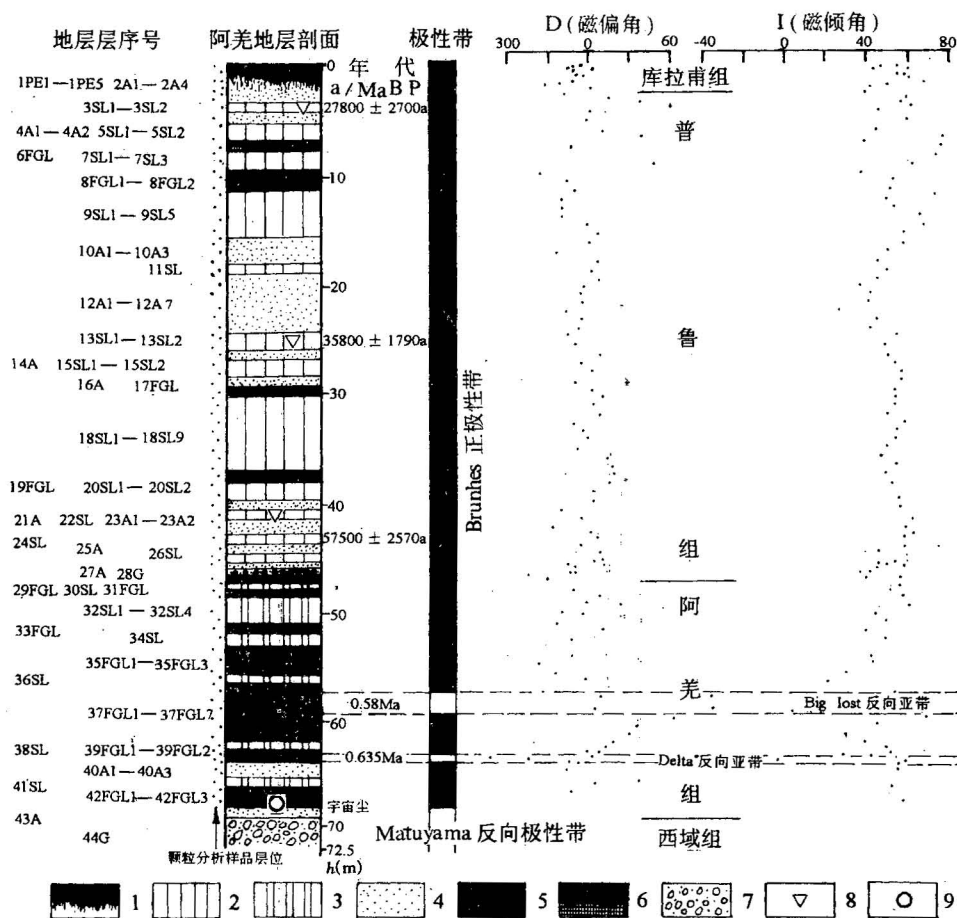 地层层序号 阿羌地层剖面 极性带 D (磁偏角) I (磁倾角)
300 0 60 -40 0 40 80
0 年 代
a / Ma B P
1PE1—1PE5 2A1—2A4
3SL1—3SL2
27800 ± 2700a
4A1—4A2 5SL1—5SL2
6FGL 7SL1—7SL3
8FGL1—8FGL2
10
9SL1—9SL5
10A1—10A3
11SL
20
12A1—12A7
13SL1—13SL2
35800 ± 1790a
14A 15SL1—15SL2
16A 17FGL
30
18SL1—18SL9
19FGL 20SL1—20SL2
40
21A 22SL 23A1—23A2
24SL
57500 ± 2570a
25A 26SL
27A 28G
29FGL 30SL 31FGL
32SL1—32SL4
50
33FGL
34SL
35FGL1—35FGL3
36SL
0.58Ma
37FGL1—37FGL7
60
38SL 39FGL1—39FGL2
0.635Ma
40A1—40A3
41SL
42FGL1—42FGL3
宇宙尘
43A
70
44G
72.5
h(m)
颗粒分析样品层位
Brunhes 正极性带
Matuyama 反向极性带
库拉甫组
普
鲁
组
阿
羌
组
西域组
Big lost 反向亚带
Delta 反向亚带
1 2 3 4 5 6 7 8 9